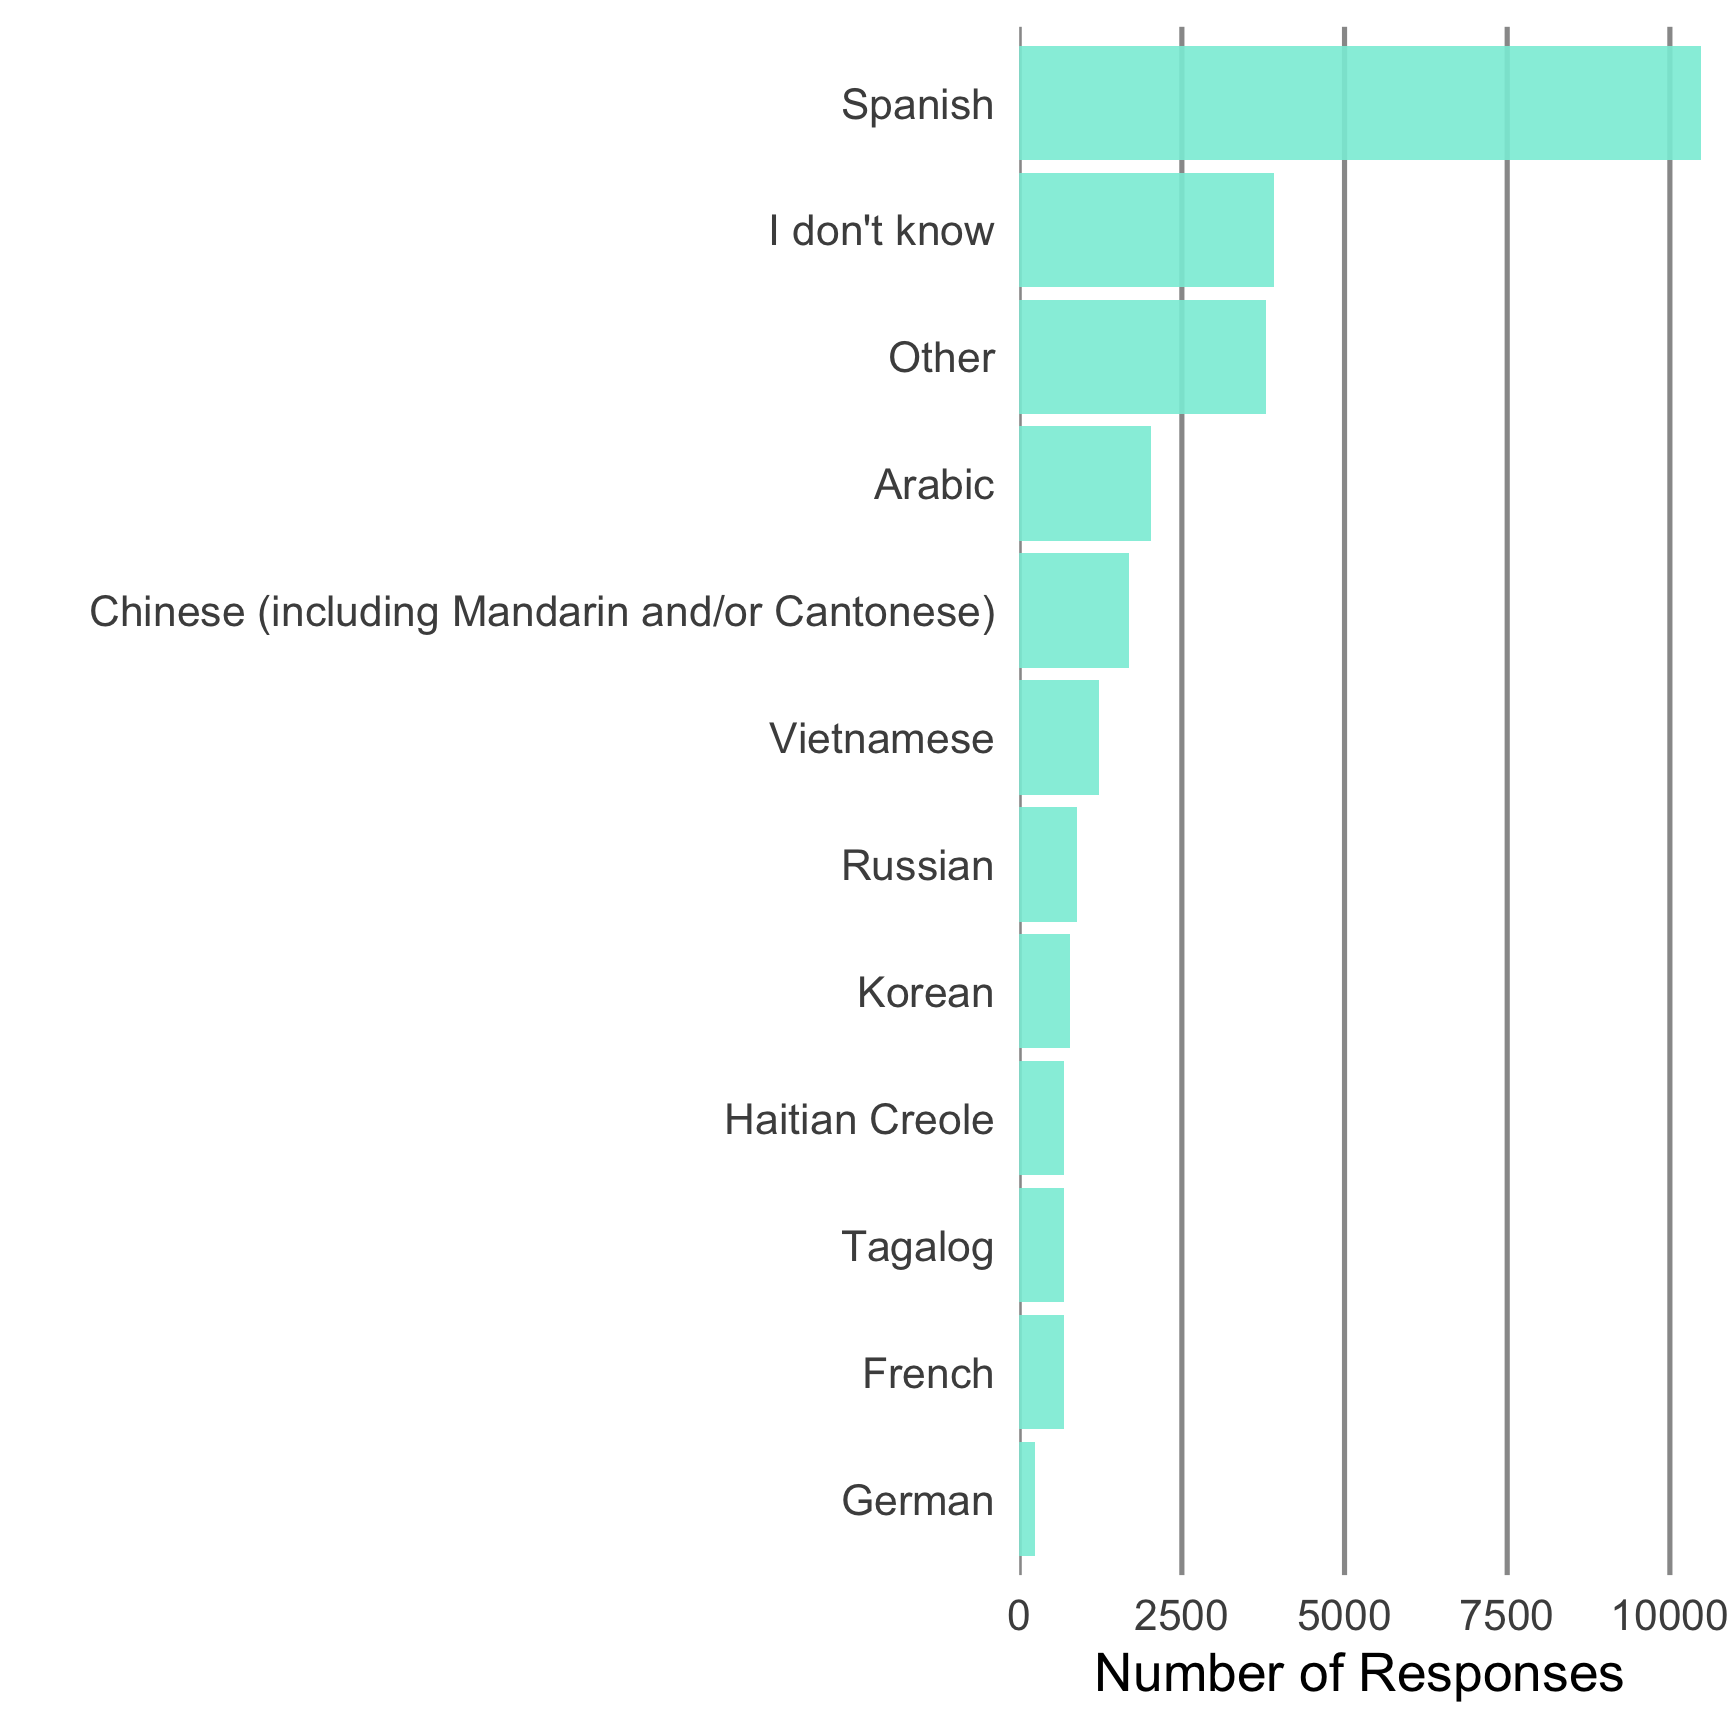 Spanish
I don't know
Other
Arabic
Chinese (including Mandarin and/or Cantonese)
Vietnamese
Russian
Korean
Haitian Creole
Tagalog
French
German
0 2500 5000 7500 10000
Number of Responses